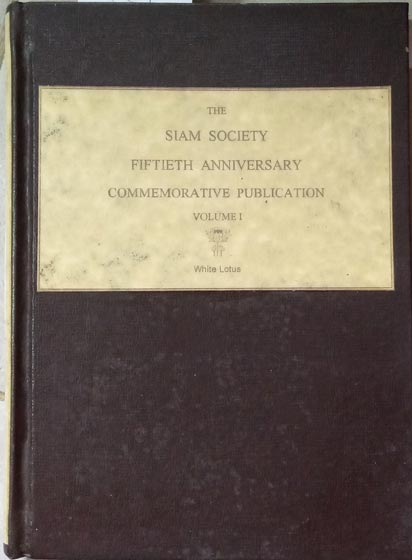 THE
SIAM SOCIETY
FIFTIETH ANNIVERSARY
COMMEMORATIVE PUBLICATION
VOLUME I
White Lotus